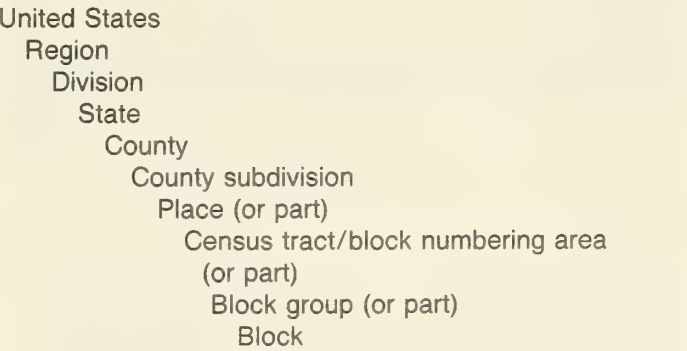 United States
Region
Division
State
County
County subdivision
Place (or part)
Census tract/block numbering area
(or part)
Block group (or part)
Block